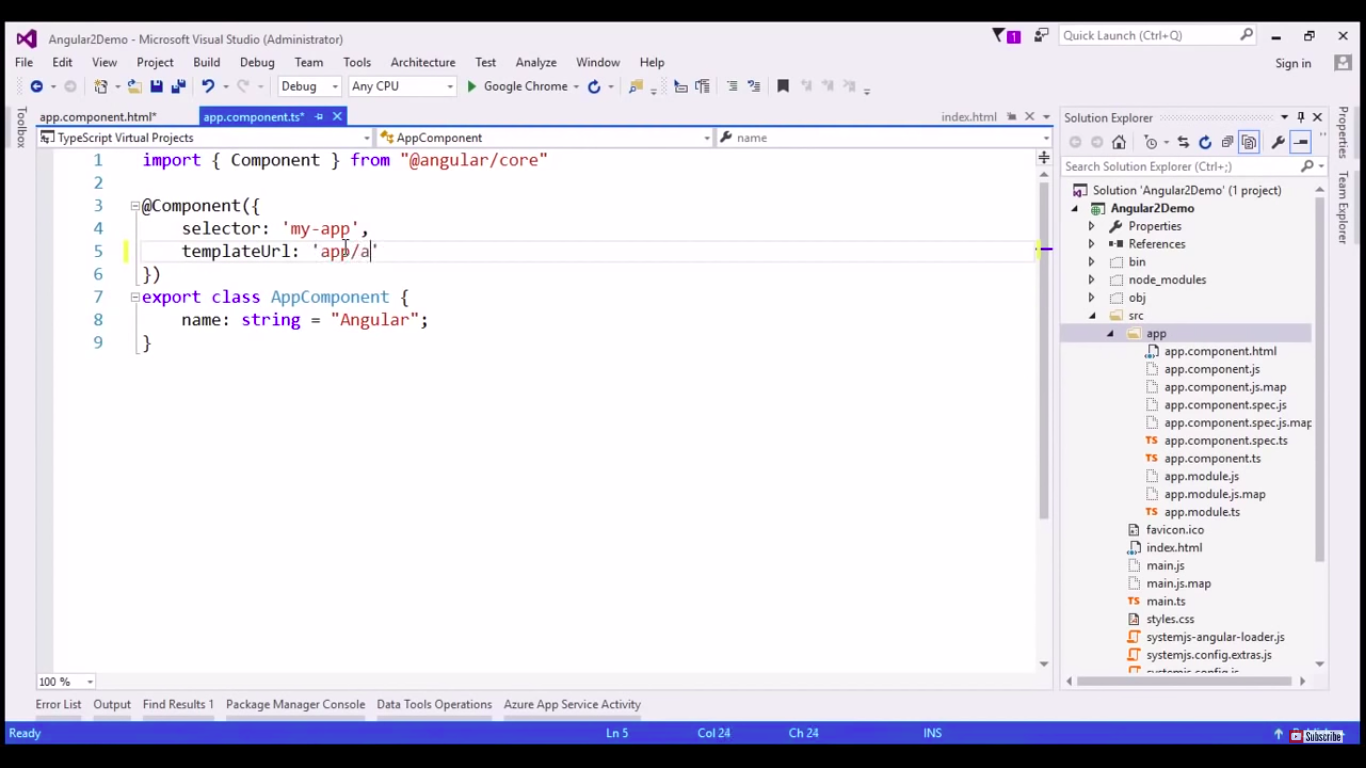 Angular2Demo - Microsoft Visual Studio (Administrator)
1
Quick Launch (Ctrl+Q)
File Edit View Project Build Debug Team Tools Architecture Test Analyze Window Help
Sign in
Debug Any CPU Google Chrome
Toolbox
app.component.html* app.component.ts* index.html
TypeScript Virtual Projects AppComponent name
1 import { Component } from "@angular/core"
2
3 @Component({
4 selector: 'my-app',
5 templateUrl: 'app/a'
6 })
7 export class AppComponent {
8 name: string = "Angular";
9 }
100 %
Solution Explorer
Search Solution Explorer (Ctrl+;)
Solution 'Angular2Demo' (1 project)
Angular2Demo
Properties
References
bin
node_modules
obj
src
app
app.component.html
app.component.js
app.component.js.map
app.component.spec.js
app.component.spec.js.map
app.component.spec.ts
app.component.ts
app.module.js
app.module.js.map
app.module.ts
favicon.ico
index.html
main.js
main.js.map
main.ts
styles.css
systemjs-angular-loader.js
systemjs.config.extras.js
systemjs.config.js
Properties
Team Explorer
Error List Output Find Results 1 Package Manager Console Data Tools Operations Azure App Service Activity
Ready Ln 5 Col 24 Ch 24 INS
Subscribe